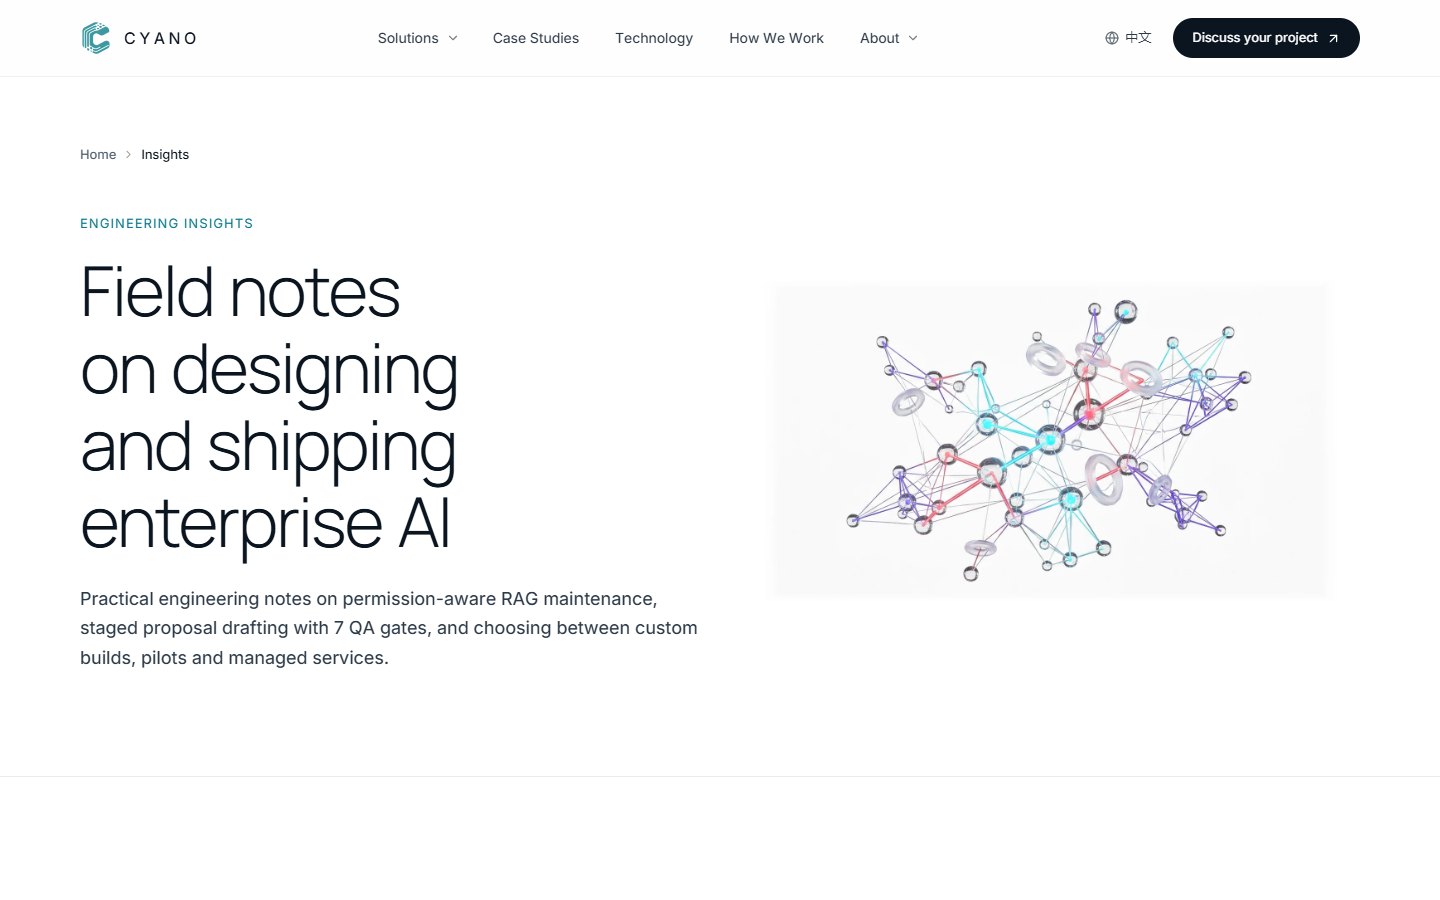 CYANO
Solutions
Case Studies
Technology
How We Work
About
中文
Discuss your project
Home
Insights
ENGINEERING INSIGHTS
Field notes
on designing
and shipping
enterprise AI
Practical engineering notes on permission-aware RAG maintenance,
staged proposal drafting with 7 QA gates, and choosing between custom
builds, pilots and managed services.